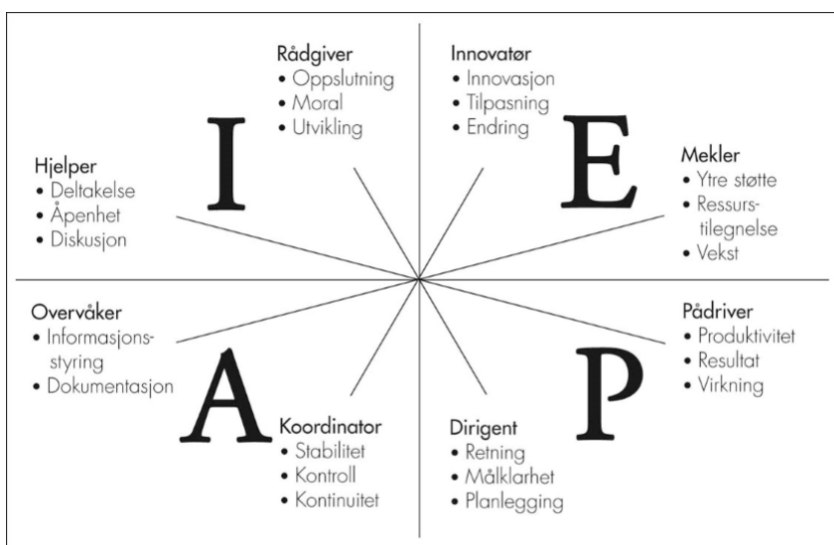 Rådgiver
• Oppslutning
• Moral
• Utvikling
I
Hjelper
• Deltakelse
• Åpenhet
• Diskusjon
Innovatør
• Innovasjon
• Tilpasning
• Endring
E
Mekler
• Ytre støtte
• Ressurs-
tilegnelse
• Vekst
Overvåker
• Informasjons-
styring
• Dokumentasjon
A
Koordinator
• Stabilitet
• Kontroll
• Kontinuitet
Pådriver
• Produktivitet
• Resultat
• Virkning
P
Dirigent
• Retning
• Målklarhet
• Planlegging